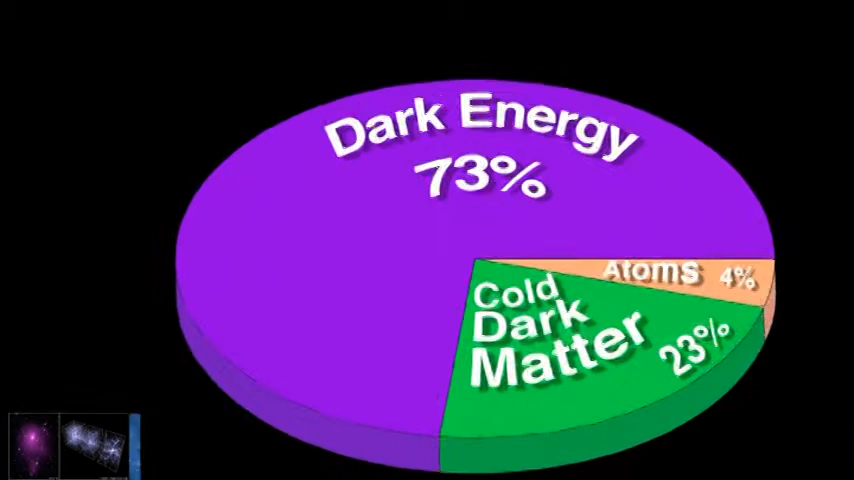 Dark Energy
73%
Atoms 4%
Cold
Dark
Matter
23%